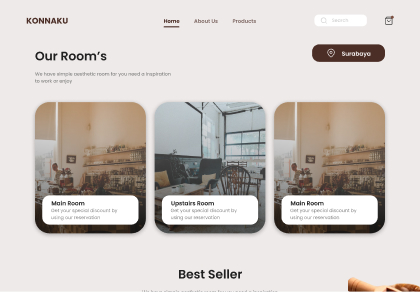 KONNAKU
Home
About Us
Products
Search
Our Room's
Surabaya
We have simple aesthetic room for you need a inspiration
to work or enjoy
Main Room
Get your special discount by
using our reservation
Upstairs Room
Get your special discount by
using our reservation
Main Room
Get your special discount by
using our reservation
Best Seller